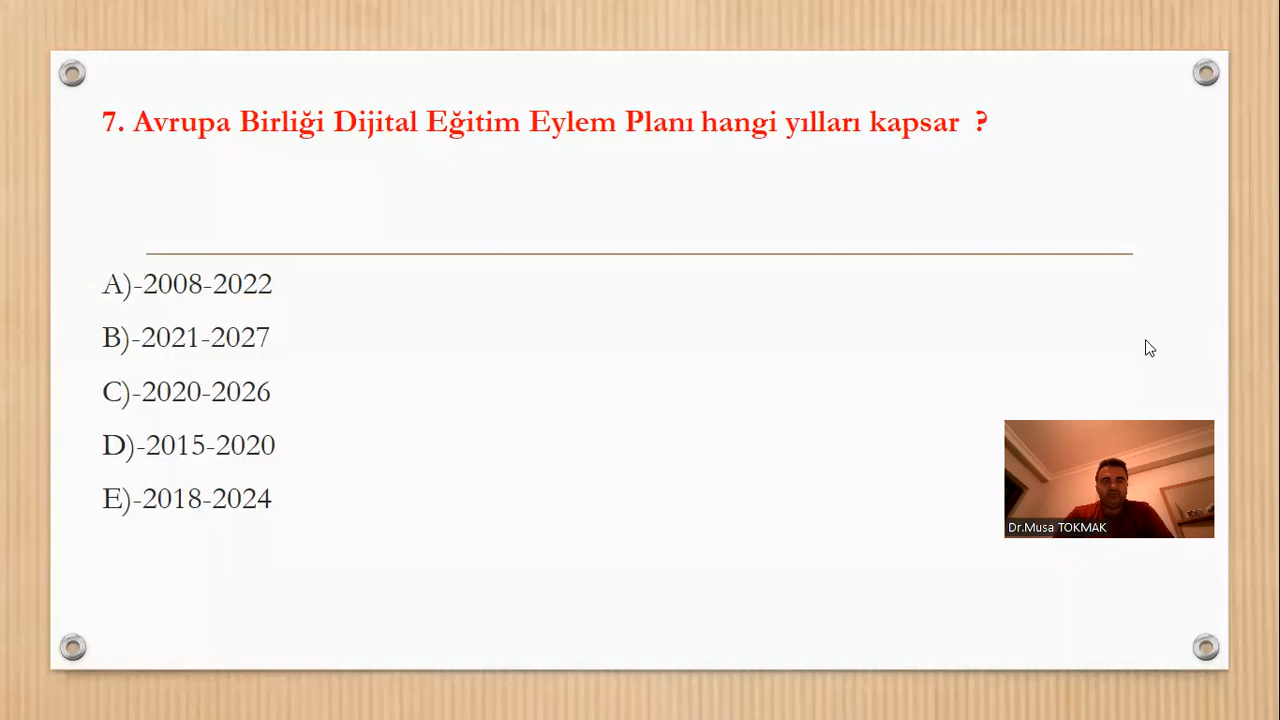 7. Avrupa Birliği Dijital Eğitim Eylem Planı hangi yılları kapsar  ?
A)-2008-2022
B)-2021-2027
C)-2020-2026
D)-2015-2020
E)-2018-2024
Dr.Musa TOKMAK